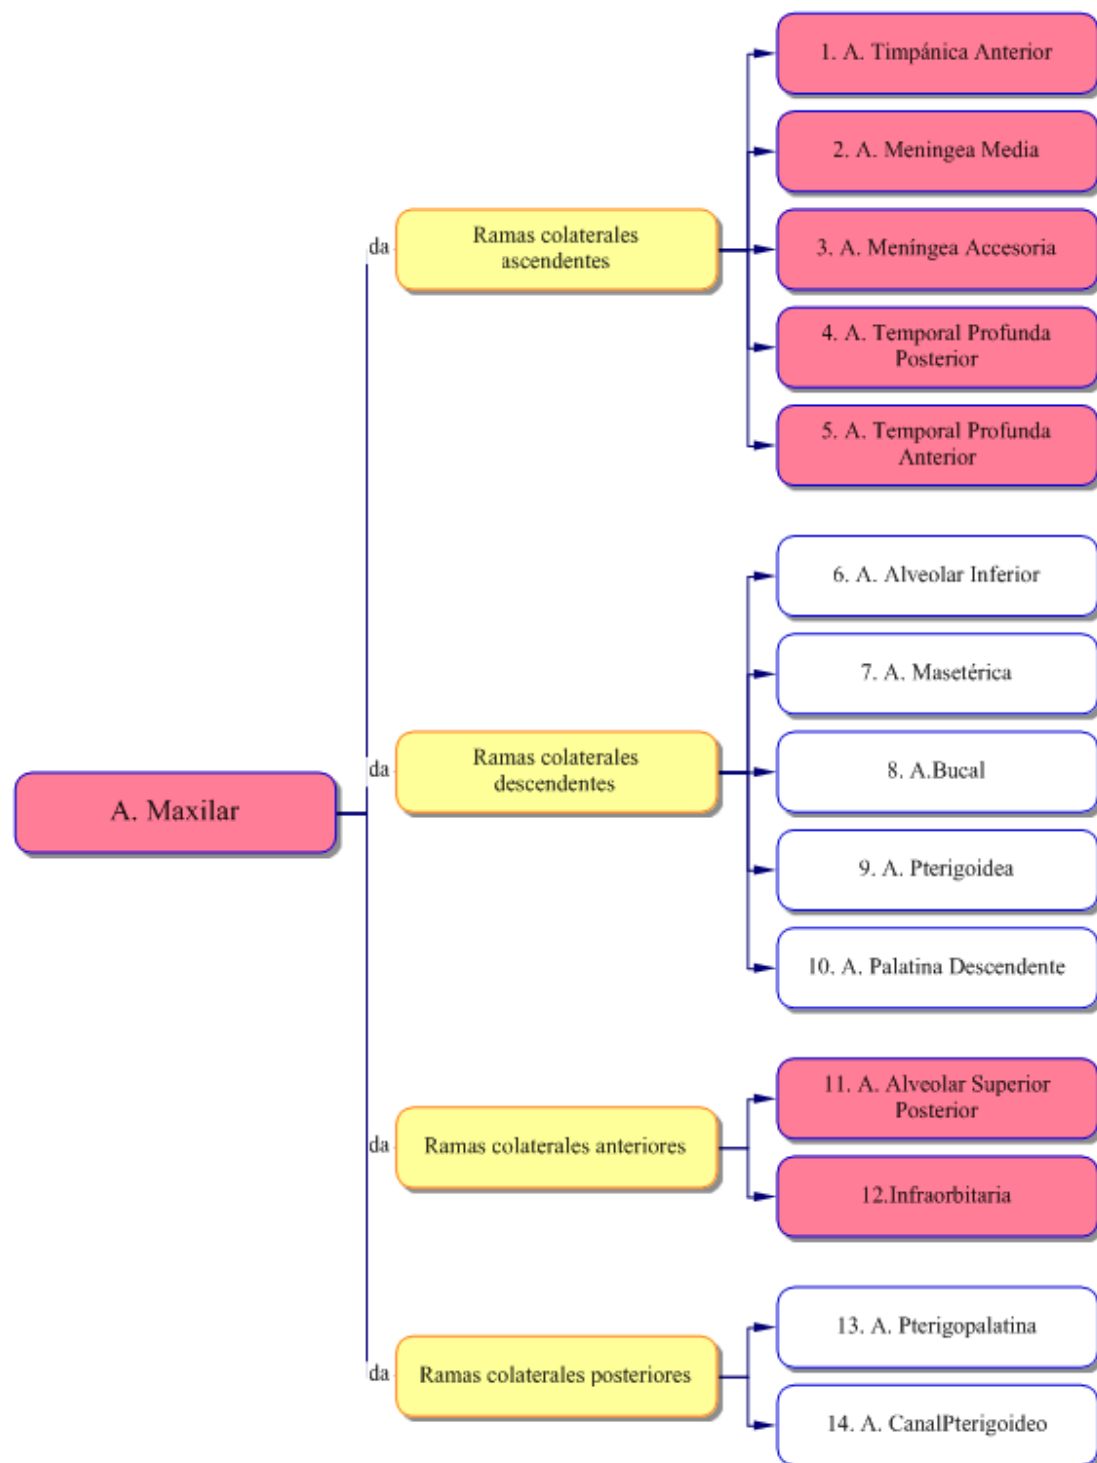 1. A. Timpánica Anterior
2. A. Meningea Media
da
Ramas colaterales
ascendentes
3. A. Meníngea Accesoria
4. A. Temporal Profunda
Posterior
5. A. Temporal Profunda
Anterior
6. A. Alveolar Inferior
7. A. Masetérica
A. Maxilar
da
Ramas colaterales
descendentes
8. A.Bucal
9. A. Pterigoidea
10. A. Palatina Descendente
11. A. Alveolar Superior
Posterior
da
Ramas colaterales anteriores
12.Infraorbitaria
13. A. Pterigopalatina
da
Ramas colaterales posteriores
14. A. CanalPterigoideo